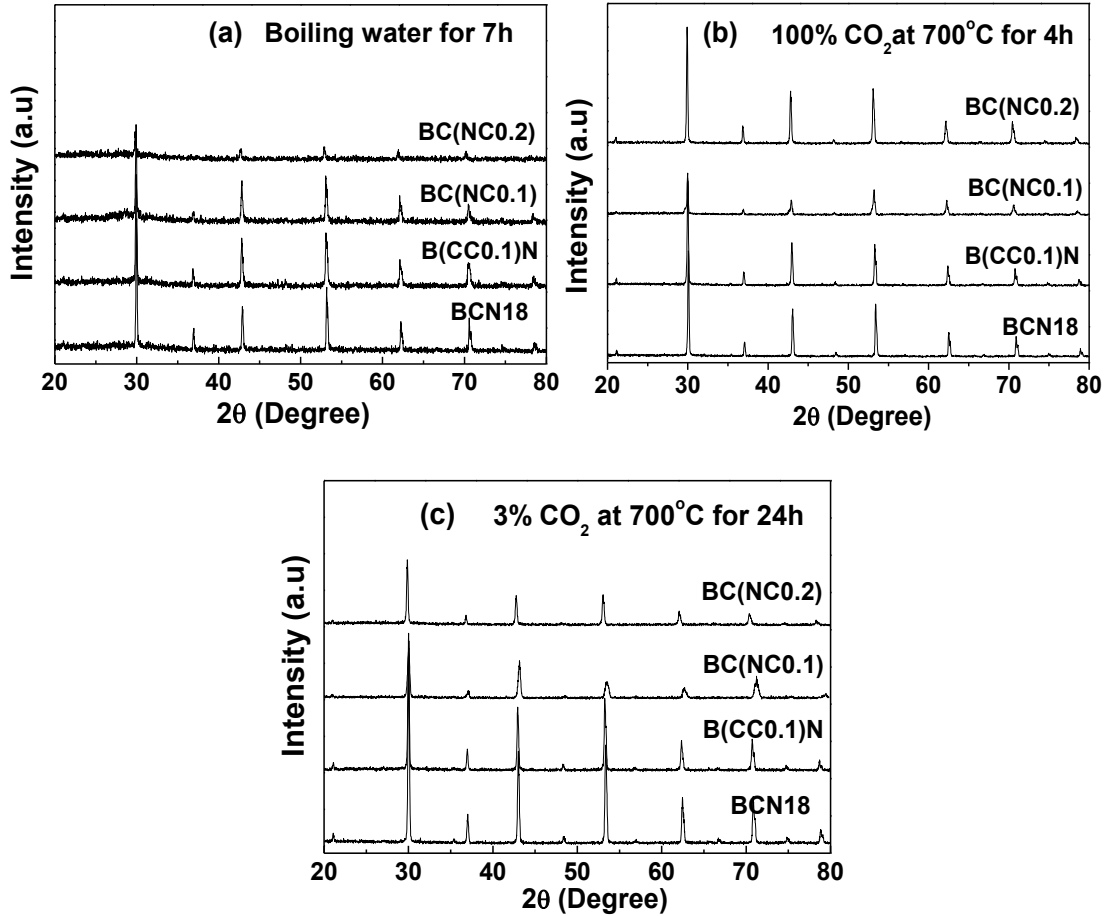 (a) Boiling water for 7h
BC(NC0.2)
BC(NC0.1)
B(CC0.1)N
BCN18
Intensity (a.u)
20 30 40 50 60 70 80
2θ (Degree)
(b) 100% CO₂at 700°C for 4h
BC(NC0.2)
BC(NC0.1)
B(CC0.1)N
BCN18
Intensity (a.u)
20 30 40 50 60 70 80
2θ (Degree)
(c) 3% CO₂ at 700°C for 24h
BC(NC0.2)
BC(NC0.1)
B(CC0.1)N
BCN18
Intensity (a.u)
20 30 40 50 60 70 80
2θ (Degree)